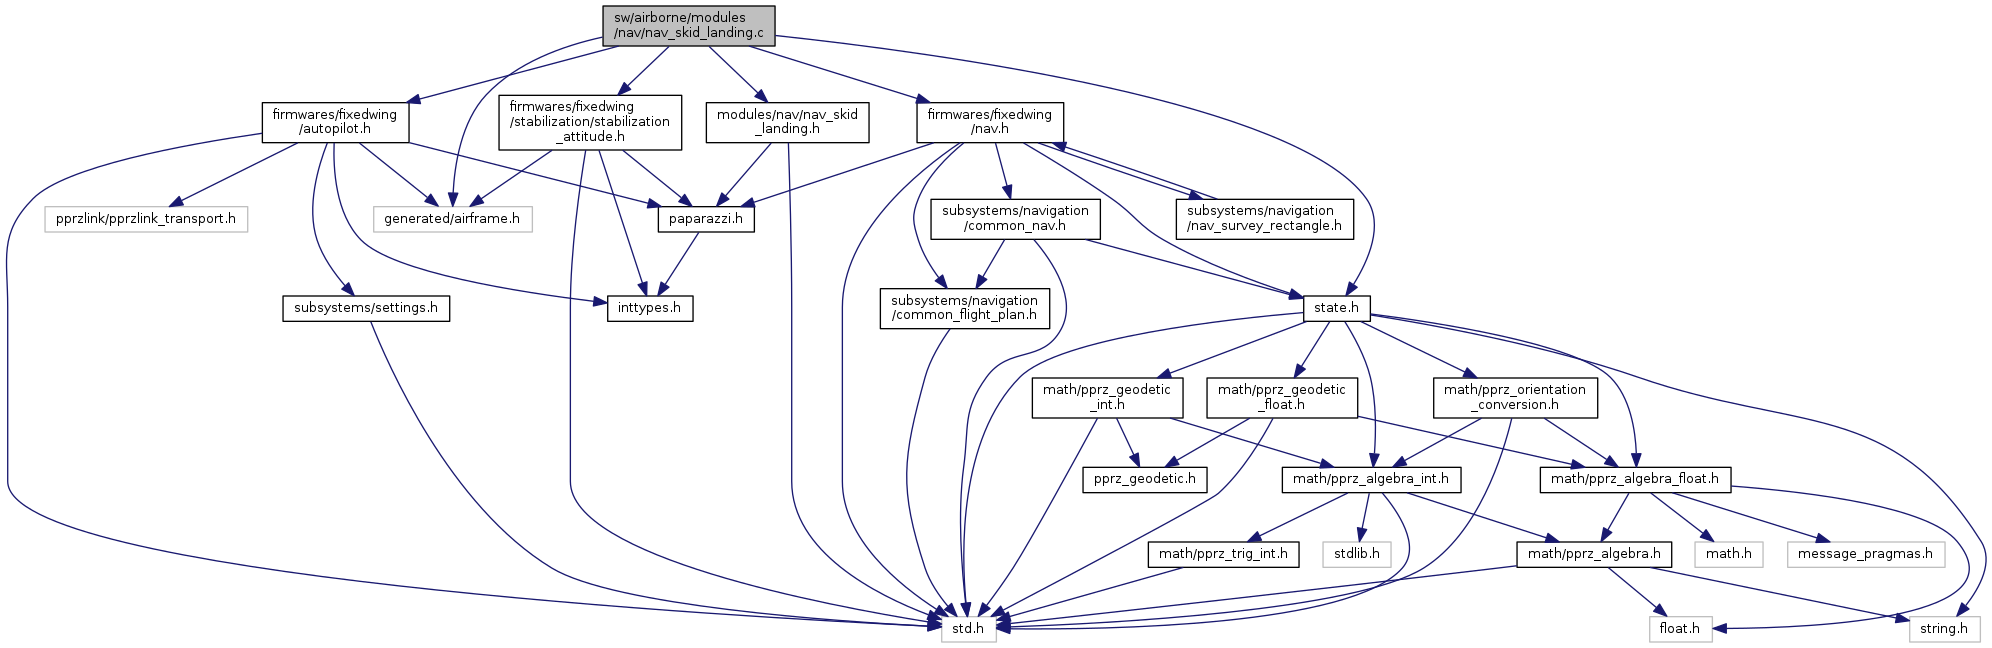 sw/airborne/modules
/nav/nav_skid_landing.c
firmwares/fixedwing
/autopilot.h
firmwares/fixedwing
/stabilization/stabilization
_attitude.h
modules/nav/nav_skid
_landing.h
firmwares/fixedwing
/nav.h
pprzlink/pprzlink_transport.h
generated/airframe.h
paparazzi.h
subsystems/navigation
/common_nav.h
subsystems/navigation
/nav_survey_rectangle.h
subsystems/settings.h
inttypes.h
subsystems/navigation
/common_flight_plan.h
state.h
math/pprz_geodetic
_int.h
math/pprz_geodetic
_float.h
math/pprz_orientation
_conversion.h
pprz_geodetic.h
math/pprz_algebra_int.h
math/pprz_algebra_float.h
math/pprz_trig_int.h
stdlib.h
math/pprz_algebra.h
math.h
message_pragmas.h
std.h
float.h
string.h